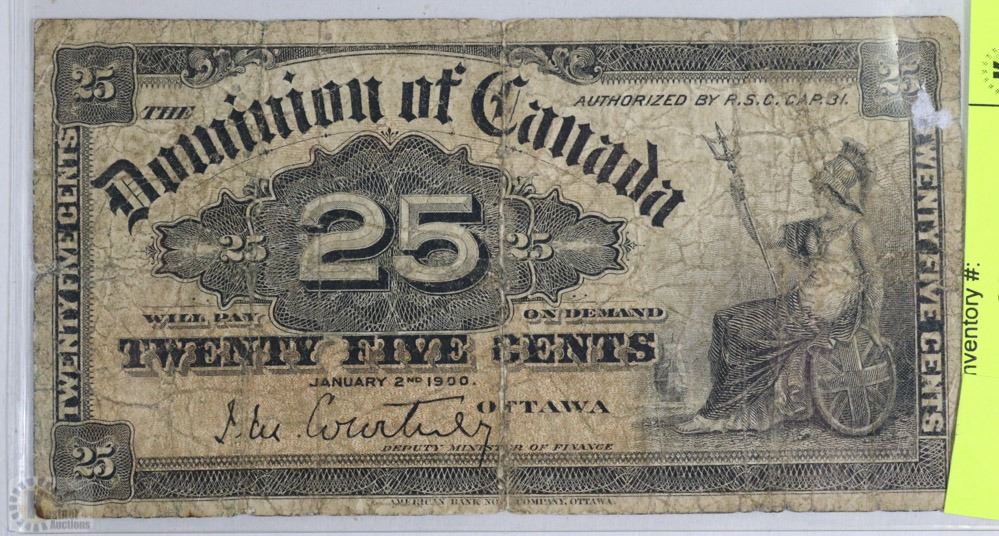 25
25
THE
Dominion of Canada
AUTHORIZED BY R.S.C. CAP. 31.
25
25
25
WILL PAY
ON DEMAND
TWENTY FIVE CENTS
JANUARY 2ND 1900.
OTTAWA
J. M. Courtney
DEPUTY MINISTER OF FINANCE
25
AMERICAN BANK NOTE COMPANY, OTTAWA
TWENTY FIVE CENTS
TWENTY FIVE CENTS
nventory #:
Auctions